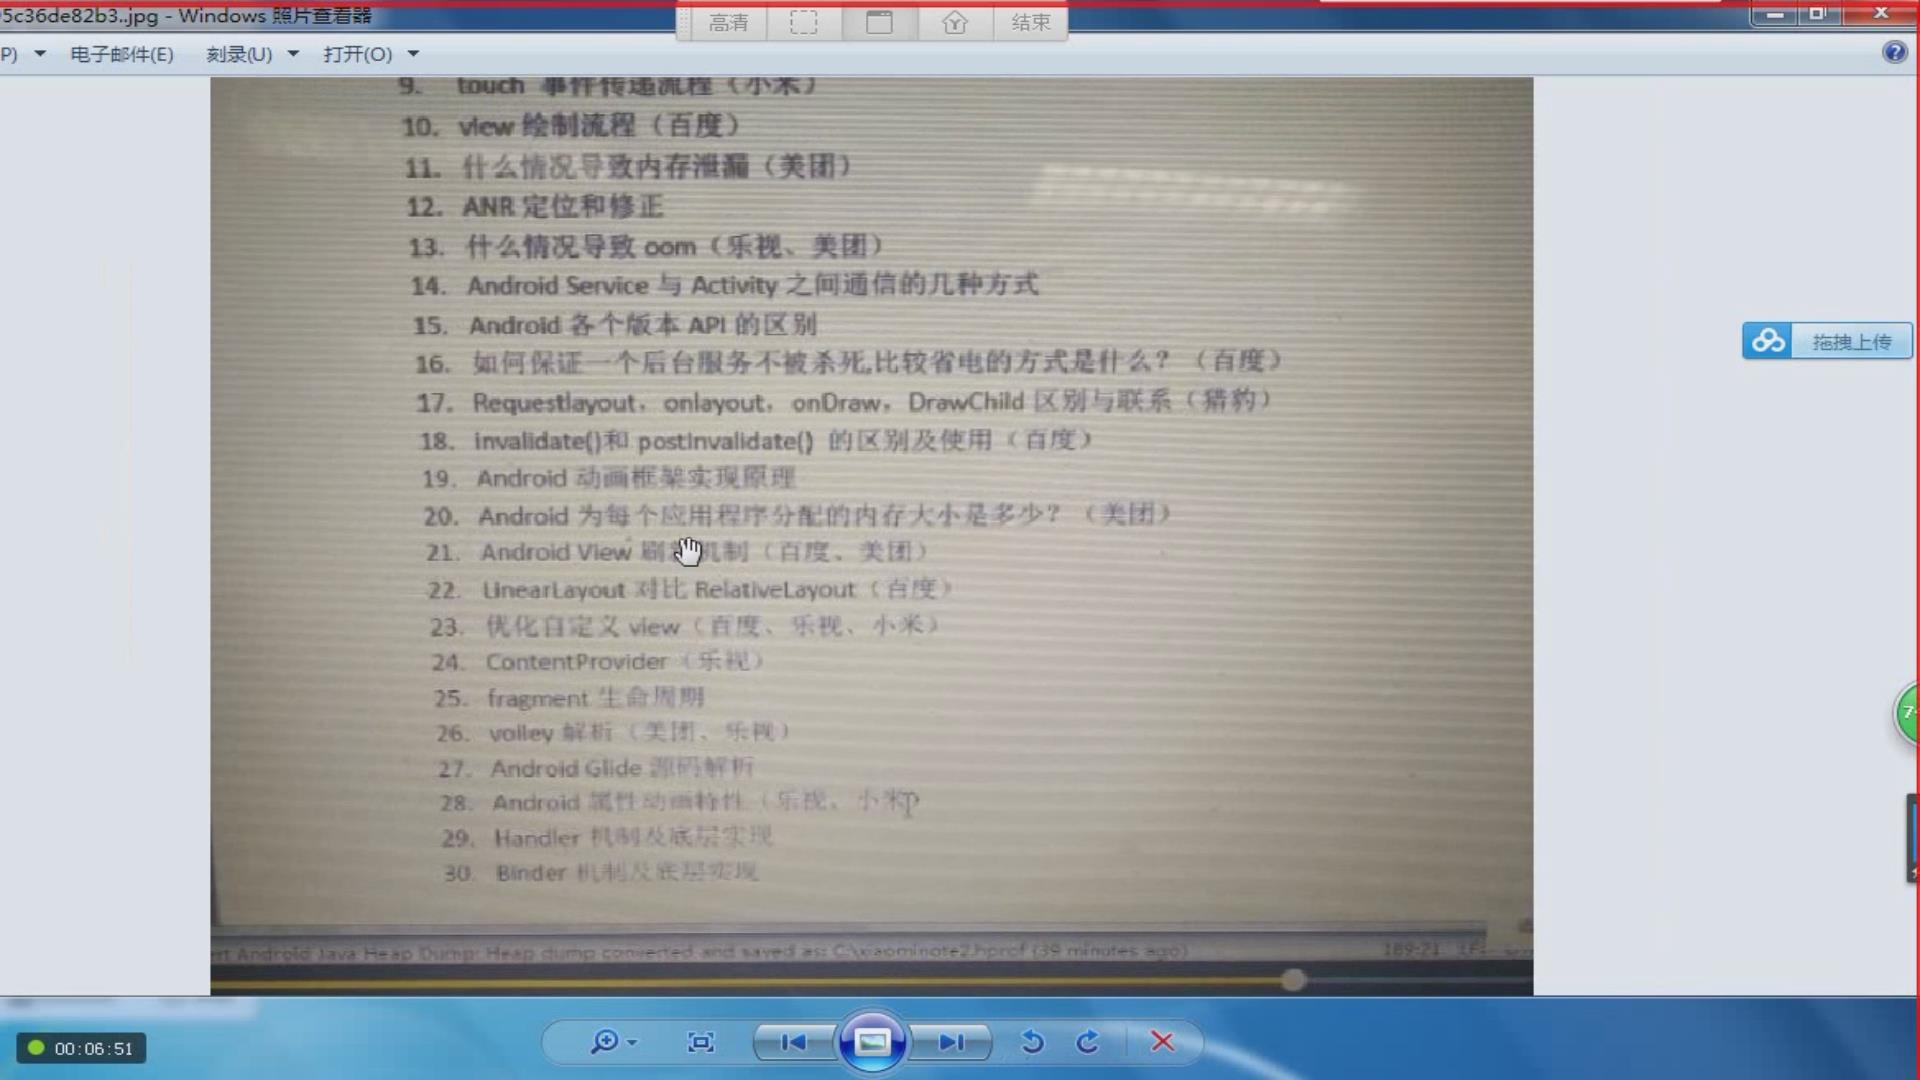 5c36de82b3..jpg - Windows 照片查看器
高清
结束
P)
电子邮件(E)
刻录(U)
打开(O)
9. touch 事件传递流程（小米）
10. view 绘制流程（百度）
11. 什么情况导致内存泄漏（美团）
12. ANR 定位和修正
13. 什么情况导致 oom（乐视、美团）
14. Android Service 与 Activity 之间通信的几种方式
15. Android 各个版本 API 的区别
16. 如何保证一个后台服务不被杀死,比较省电的方式是什么？（百度）
17. Requestlayout，onlayout，onDraw，DrawChild 区别与联系（猎豹）
18. invalidate()和 postInvalidate() 的区别及使用（百度）
19. Android 动画框架实现原理
20. Android 为每个应用程序分配的内存大小是多少？（美团）
21. Android View 刷新机制（百度、美团）
22. LinearLayout 对比 RelativeLayout（百度）
23. 优化自定义 view（百度、乐视、小米）
24. ContentProvider（乐视）
25. fragment 生命周期
26. volley 解析（美团、乐视）
27. Android Glide 源码解析
28. Android 属性动画特性（乐视、小米）
29. Handler 机制及底层实现
30. Binder 机制及底层实现
rt Android Java Heap Dump: Heap dump converted and saved as: C:\xiaominote2.hprof (39 minutes ago)
189:21
拖拽上传
7
00:06:51